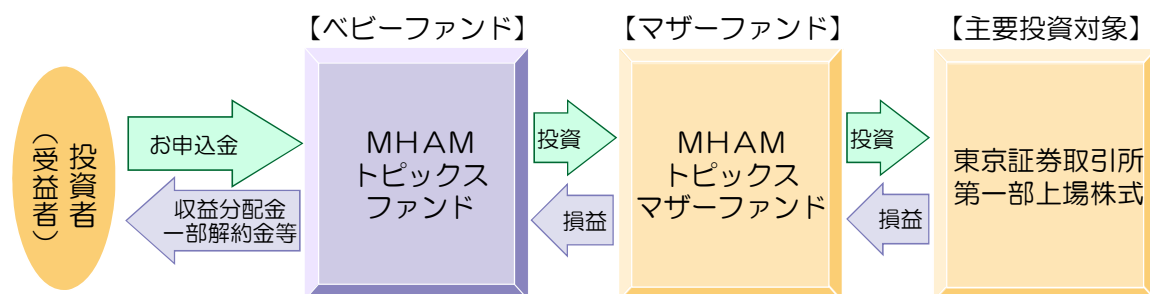 【ベビーファンド】
【マザーファンド】
【主要投資対象】
投資者
（受益者）
お申込金
収益分配金
一部解約金等
MHAM
トピックス
ファンド
投資
損益
MHAM
トピックス
マザーファンド
投資
損益
東京証券取引所
第一部上場株式